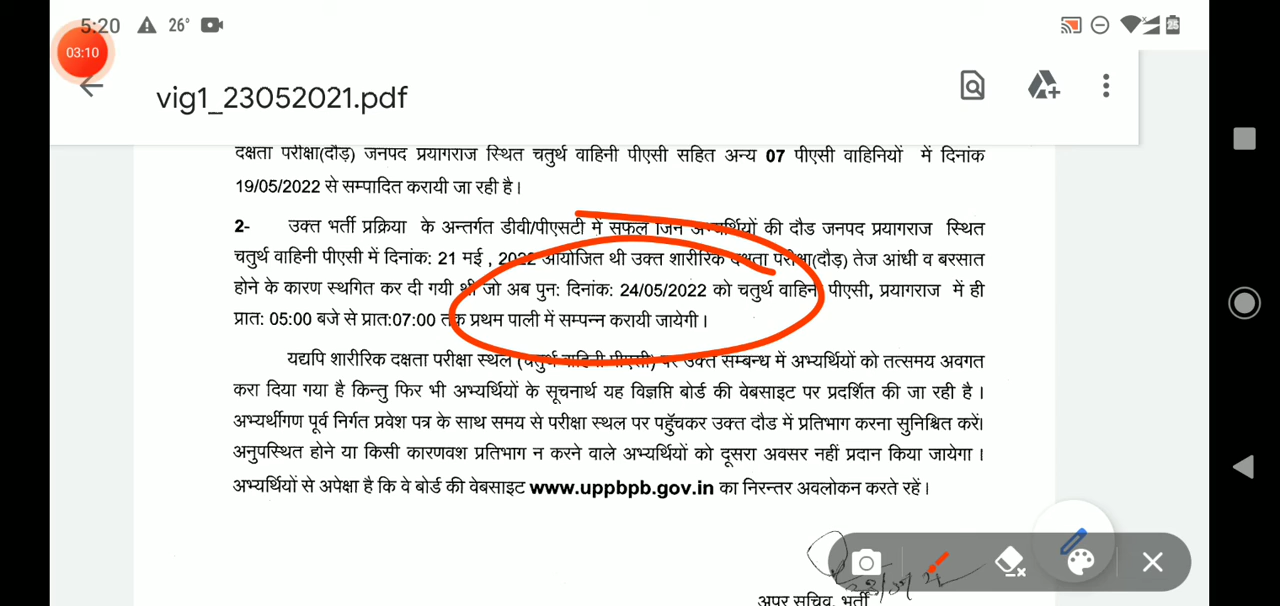 5:20 26°
03:10
vig1_23052021.pdf
दक्षता परीक्षा(दौड़) जनपद प्रयागराज स्थित चतुर्थ वाहिनी पीएसी सहित अन्य 07 पीएसी वाहिनियों में दिनांक
19/05/2022 से सम्पादित करायी जा रही है।
2- उक्त भर्ती प्रक्रिया के अन्तर्गत डीवी/पीएसटी में सफल जिन अभ्यर्थियों की दौड जनपद प्रयागराज स्थित
चतुर्थ वाहिनी पीएसी में दिनांक: 21 मई , 2022 आयोजित थी उक्त शारीरिक दक्षता परीक्षा(दौड़) तेज आंधी व बरसात
होने के कारण स्थगित कर दी गयी थी जो अब पुन: दिनांक: 24/05/2022 को चतुर्थ वाहिनी पीएसी, प्रयागराज में ही
प्रात: 05:00 बजे से प्रात:07:00 तक प्रथम पाली में सम्पन्न करायी जायेगी।
यद्यपि शारीरिक दक्षता परीक्षा स्थल (चतुर्थ वाहिनी पीएसी) पर उक्त सम्बन्ध में अभ्यर्थियों को तत्समय अवगत
करा दिया गया है किन्तु फिर भी अभ्यर्थियों के सूचनार्थ यह विज्ञप्ति बोर्ड की वेबसाइट पर प्रदर्शित की जा रही है।
अभ्यर्थीगण पूर्व निर्गत प्रवेश पत्र के साथ समय से परीक्षा स्थल पर पहुॅचकर उक्त दौड में प्रतिभाग करना सुनिश्चित करें।
अनुपस्थित होने या किसी कारणवश प्रतिभाग न करने वाले अभ्यर्थियों को दूसरा अवसर नहीं प्रदान किया जायेगा।
अभ्यर्थियों से अपेक्षा है कि वे बोर्ड की वेबसाइट www.uppbpb.gov.in का निरन्तर अवलोकन करते रहें।
अपर सचिव, भर्ती